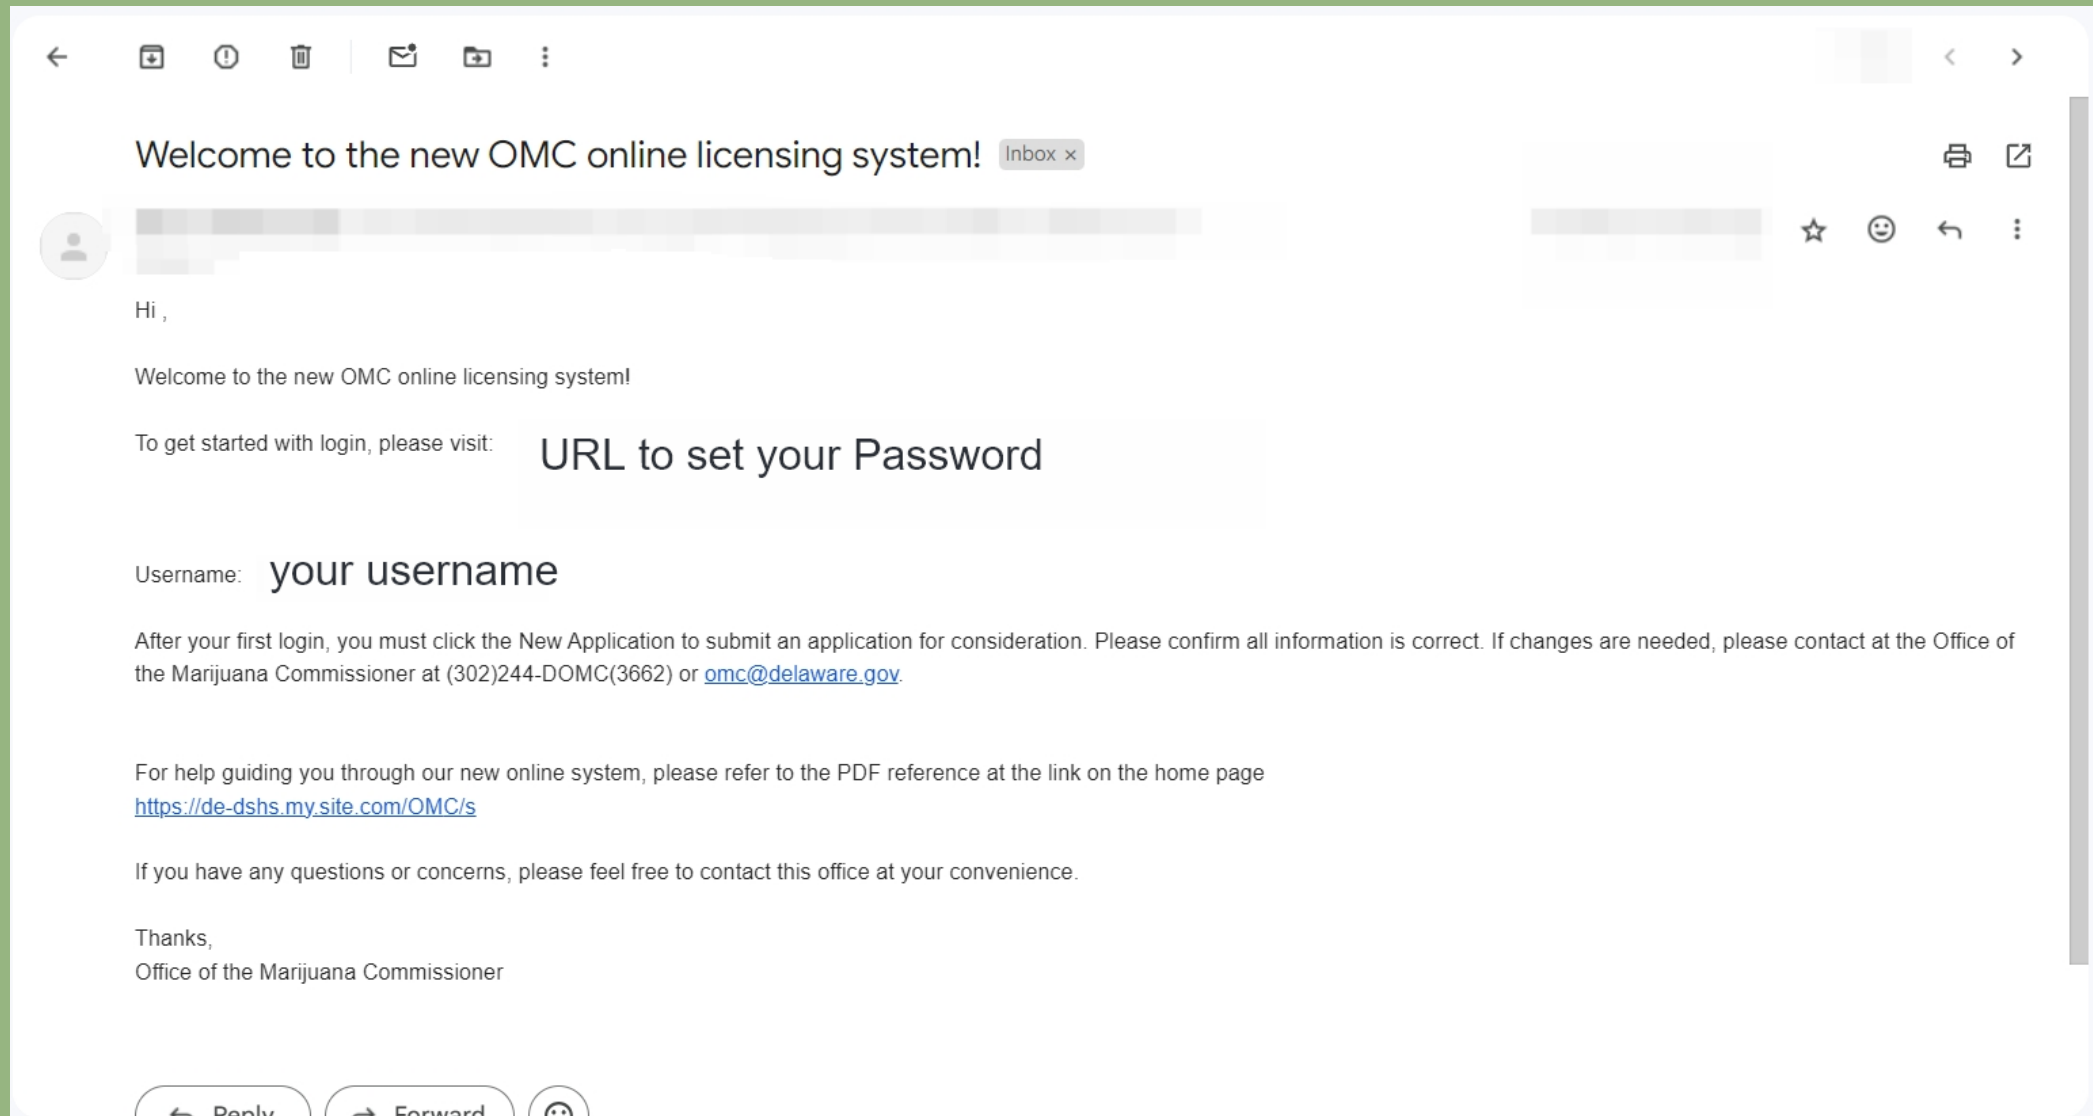 Welcome to the new OMC online licensing system! Inbox ×
Hi ,
Welcome to the new OMC online licensing system!
To get started with login, please visit: URL to set your Password
Username: your username
After your first login, you must click the New Application to submit an application for consideration. Please confirm all information is correct. If changes are needed, please contact at the Office of
the Marijuana Commissioner at (302)244-DOMC(3662) or omc@delaware.gov.
For help guiding you through our new online system, please refer to the PDF reference at the link on the home page
https://de-dshs.my.site.com/OMC/s
If you have any questions or concerns, please feel free to contact this office at your convenience.
Thanks,
Office of the Marijuana Commissioner
Reply Forward